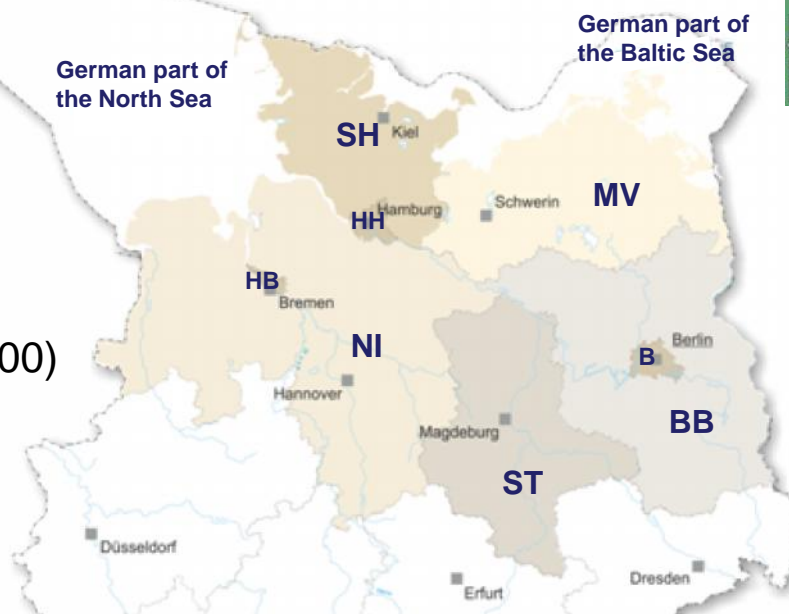 German part of
the Baltic Sea
German part of
the North Sea
SH
Kiel
MV
Schwerin
Hamburg
HH
HB
Bremen
NI
Berlin
B
00)
Hannover
BB
Magdeburg
ST
Düsseldorf
Dresden
Erfurt